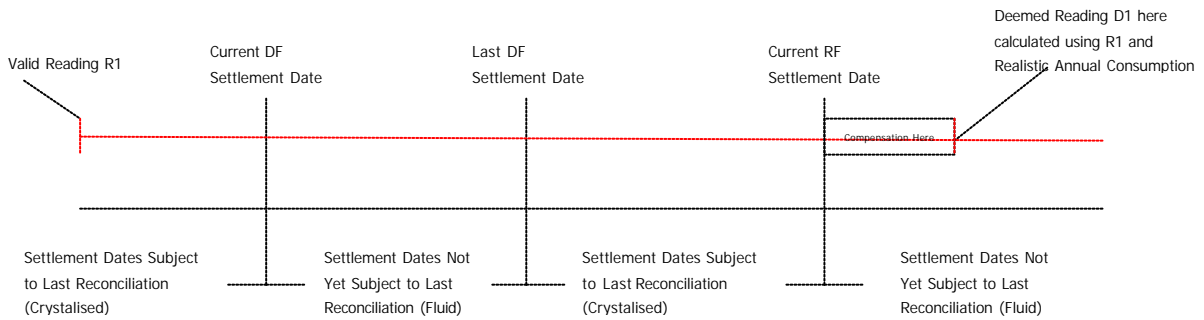 Valid Reading R1
Current DF
Settlement Date
Last DF
Settlement Date
Current RF
Settlement Date
Deemed Reading D1 here
calculated using R1 and
Realistic Annual Consumption
Compensation Here
Settlement Dates Subject
to Last Reconciliation
(Crystalised)
Settlement Dates Not
Yet Subject to Last
Reconciliation (Fluid)
Settlement Dates Subject
to Last Reconciliation
(Crystalised)
Settlement Dates Not
Yet Subject to Last
Reconciliation (Fluid)